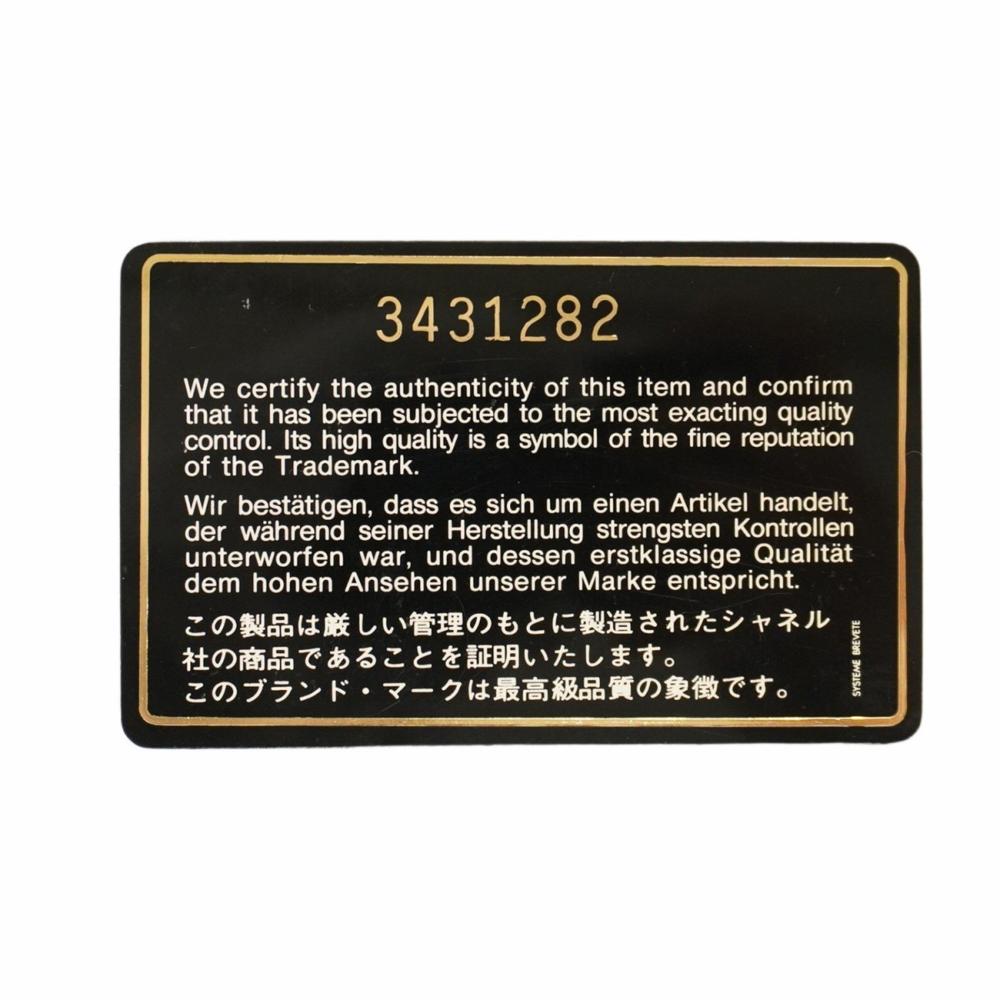 3431282
We certify the authenticity of this item and confirm
that it has been subjected to the most exacting quality
control. Its high quality is a symbol of the fine reputation
of the Trademark.
Wir bestätigen, dass es sich um einen Artikel handelt,
der während seiner Herstellung strengsten Kontrollen
unterworfen war, und dessen erstklassige Qualität
dem hohen Ansehen unserer Marke entspricht.
この製品は厳しい管理のもとに製造されたシャネル
社の商品であることを証明いたします。
このブランド・マークは最高級品質の象徴です。
SYSTEME BREVETE